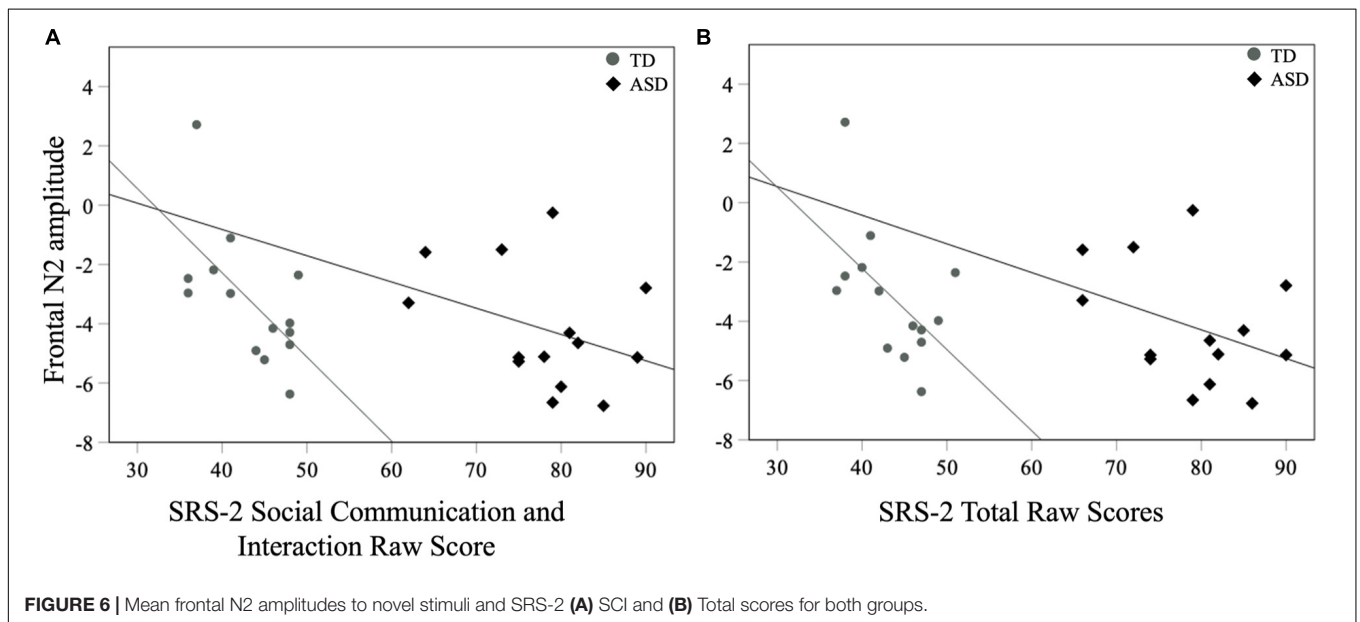 A
TD
ASD
4
2
0
-2
-4
-6
-8
Frontal N2 amplitude
30 40 50 60 70 80 90
SRS-2 Social Communication and
Interaction Raw Score
B
TD
ASD
4
2
0
-2
-4
-6
-8
30 40 50 60 70 80 90
SRS-2 Total Raw Scores
FIGURE 6 | Mean frontal N2 amplitudes to novel stimuli and SRS-2 (A) SCI and (B) Total scores for both groups.